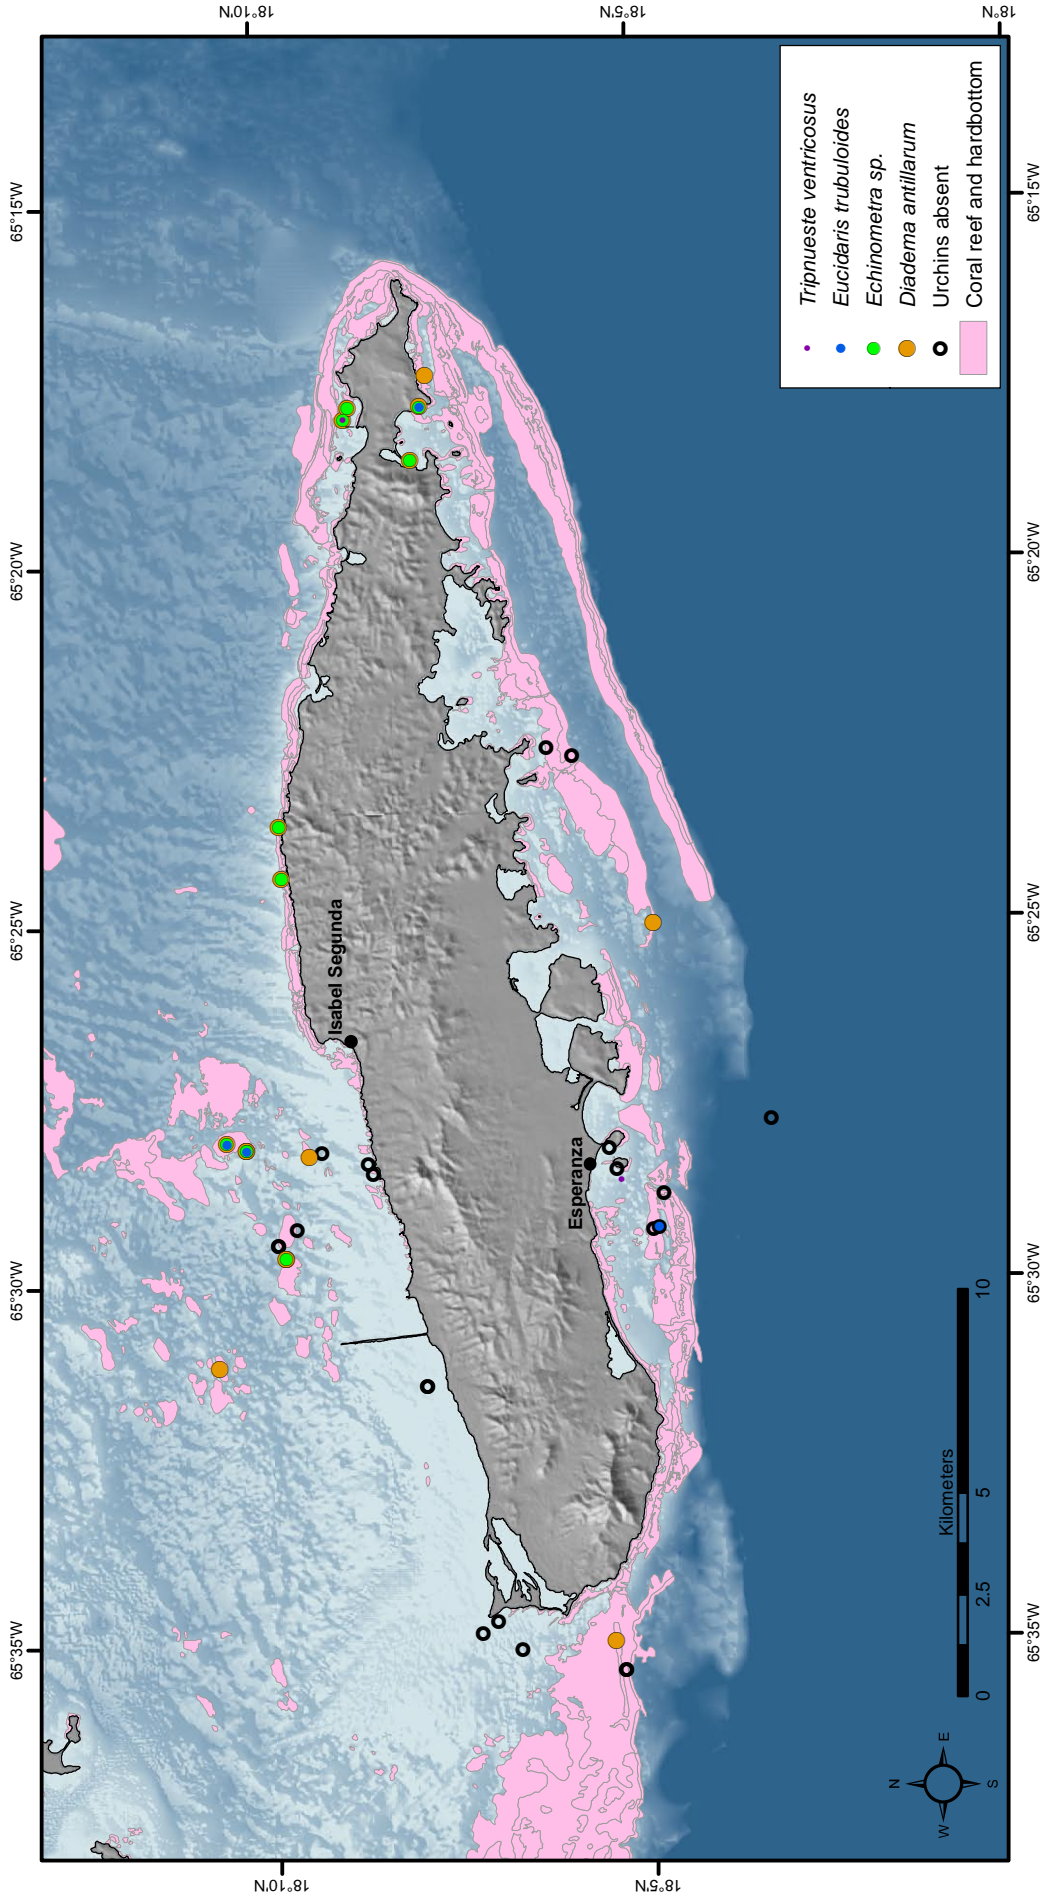 65°35'W
65°30'W
65°25'W
65°20'W
65°15'W
18°10'N
18°10'N
18°5'N
18°5'N
18°N
Isabel Segunda
Esperanza
Tripnueste ventricosus
Eucidaris trubuloides
Echinometra sp.
Diadema antillarum
Urchins absent
Coral reef and hardbottom
N
W
E
S
Kilometers
0
2.5
5
10
65°35'W
65°30'W
65°25'W
65°20'W
65°15'W